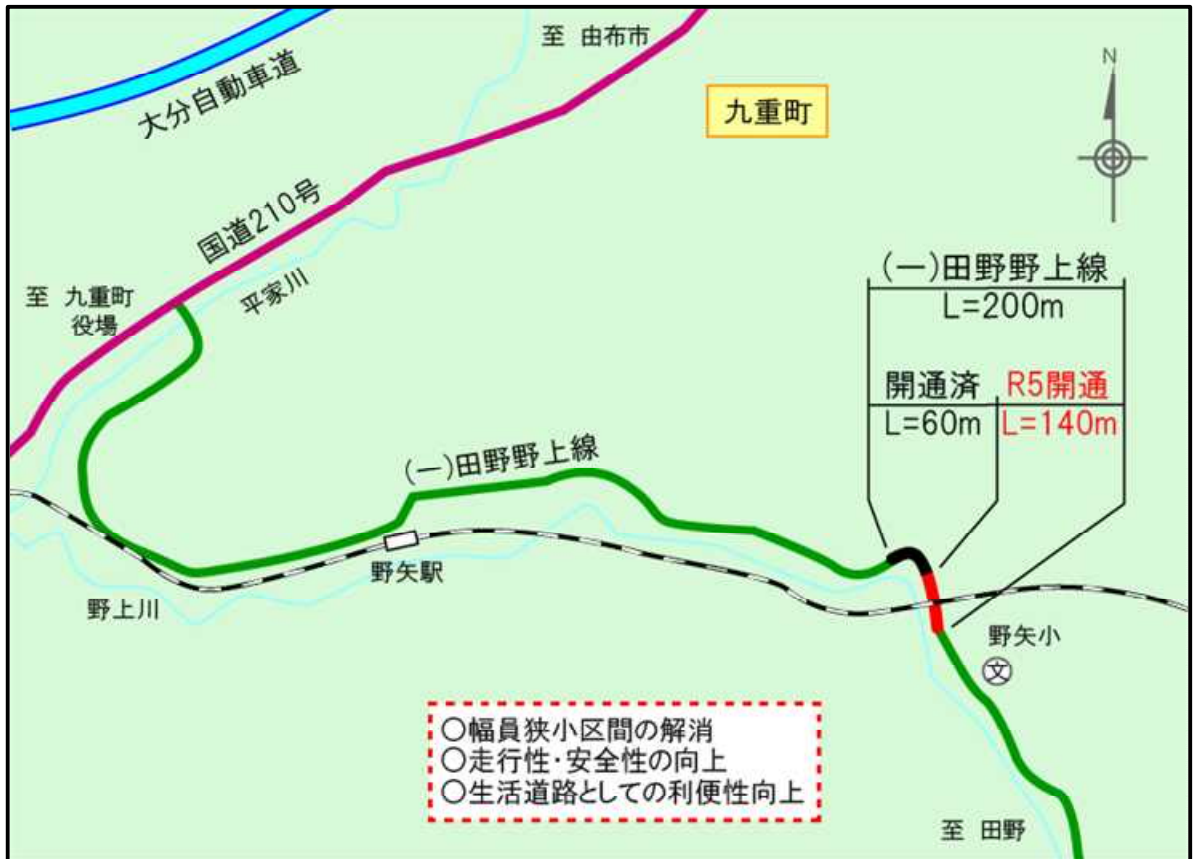 至 由布市
大分自動車道
九重町
N
国道210号
平家川
至 九重町
役場
(一)田野野上線
L=200m
開通済
R5開通
L=60m
L=140m
(一)田野野上線
野矢駅
野上川
野矢小
文
○幅員狭小区間の解消
○走行性・安全性の向上
○生活道路としての利便性向上
至 田野